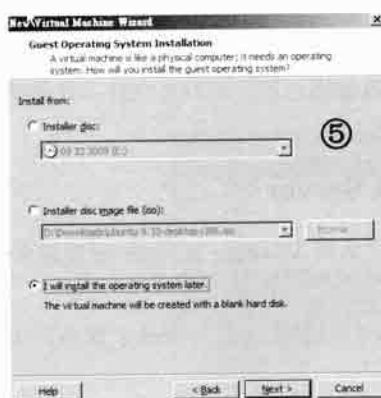 New Virtual Machine Wizard
Guest Operating System Installation
A virtual machine is like a physical computer; it needs an operating
system. How will you install the guest operating system?
Install from:
Installer disc:
⑤
Installer disc image file (iso):
I will install the operating system later.
The virtual machine will be created with a blank hard disk.
Help
< Back
Next >
Cancel